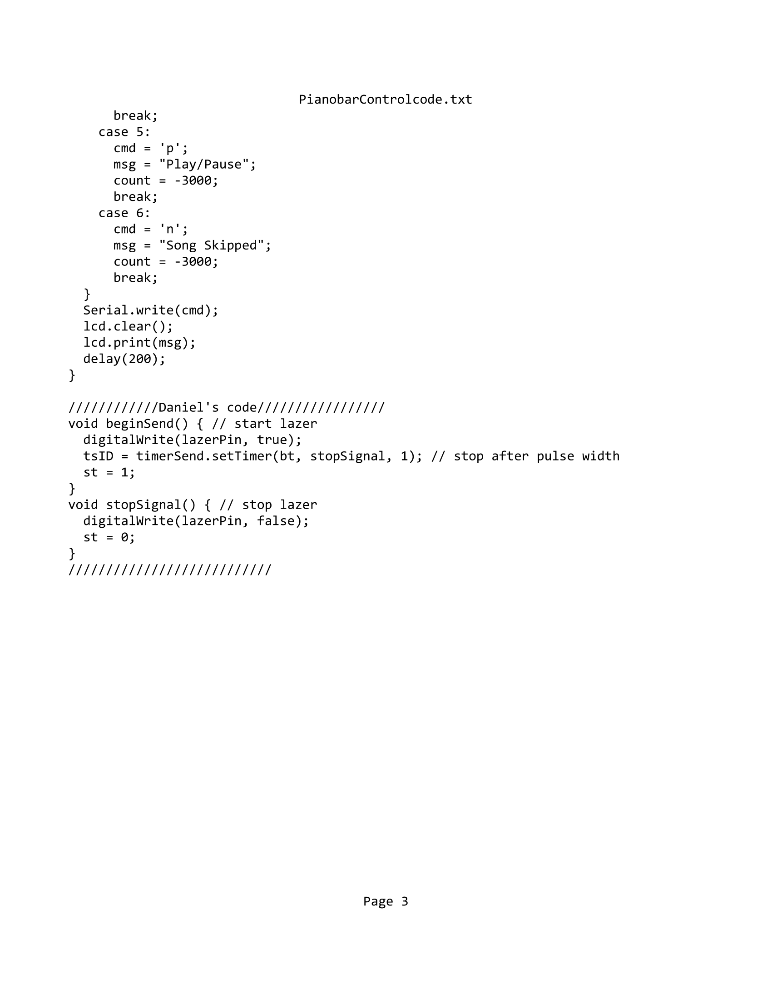 PianobarControlcode.txt
      break;
    case 5:
      cmd = 'p';
      msg = "Play/Pause";
      count = -3000;
      break;
    case 6:
      cmd = 'n';
      msg = "Song Skipped";
      count = -3000;
      break;
  }
  Serial.write(cmd);
  lcd.clear();
  lcd.print(msg);
  delay(200);
}

////////////Daniel's code/////////////////
void beginSend() { // start lazer
  digitalWrite(lazerPin, true);
  tsID = timerSend.setTimer(bt, stopSignal, 1); // stop after pulse width
  st = 1;
}
void stopSignal() { // stop lazer
  digitalWrite(lazerPin, false);
  st = 0;
}
///////////////////////////
Page 3